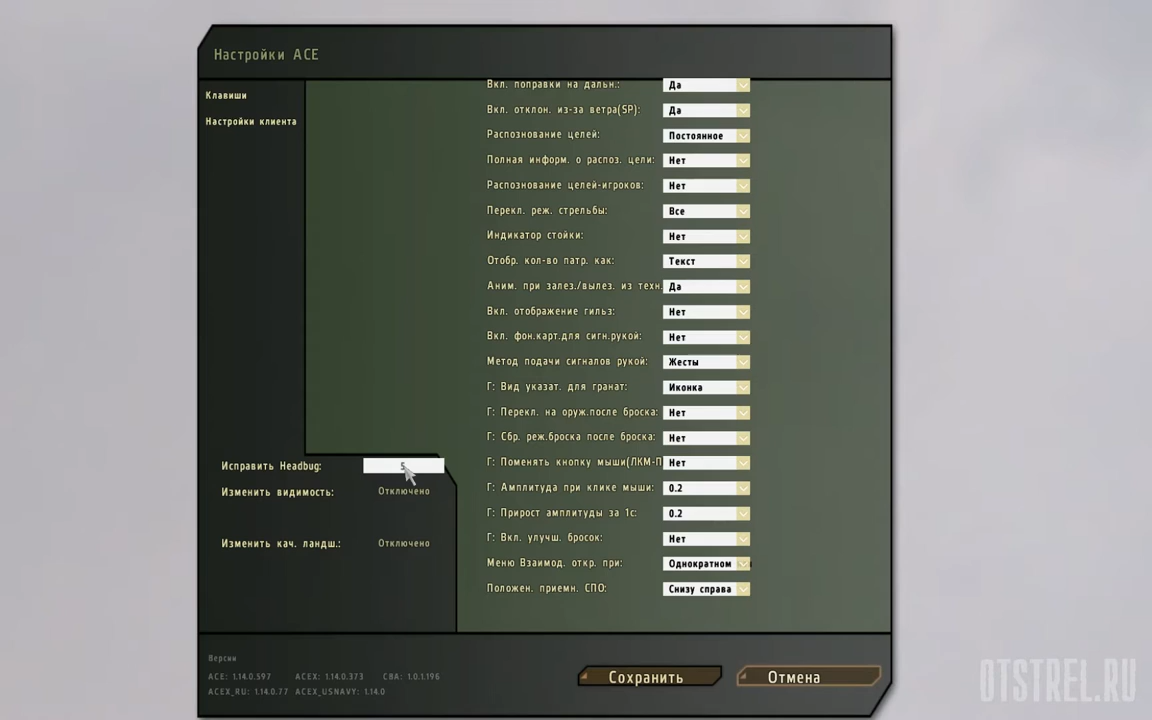 Настройки ACE
Клавиши
Настройки клиента
Вкл. поправки на дальн.: Да
Вкл. отклон. из-за ветра(SP): Да
Распознование целей: Постоянное
Полная информ. о распоз. цели: Нет
Распознование целей-игроков: Нет
Перекл. реж. стрельбы: Все
Индикатор стойки: Нет
Отобр. кол-во патр. как: Текст
Аним. при залез./вылез. из техн. Да
Вкл. отображение гильз: Нет
Вкл. фон.карт.для сигн.рукой: Нет
Метод подачи сигналов рукой: Жесты
Г: Вид указат. для гранат: Иконка
Г: Перекл. на оруж.после броска: Нет
Г: Сбр. реж.броска после броска: Нет
Г: Поменять кнопку мыши(ЛКМ-П Нет
Г: Амплитуда при клике мыши: 0.2
Г: Прирост амплитуды за 1с: 0.2
Г: Вкл. улучш. бросок: Нет
Меню Взаимод. откр. при: Однократном
Положен. приемн. СПО: Снизу справа
Исправить Headbug: 5
Изменить видимость: Отключено
Изменить кач. ландш.: Отключено
Версии
ACE: 1.14.0.597 ACEX: 1.14.0.373 CBA: 1.0.1.196
ACEX_RU: 1.14.0.77 ACEX_USNAVY: 1.14.0
Сохранить
Отмена
OTSTREL.RU